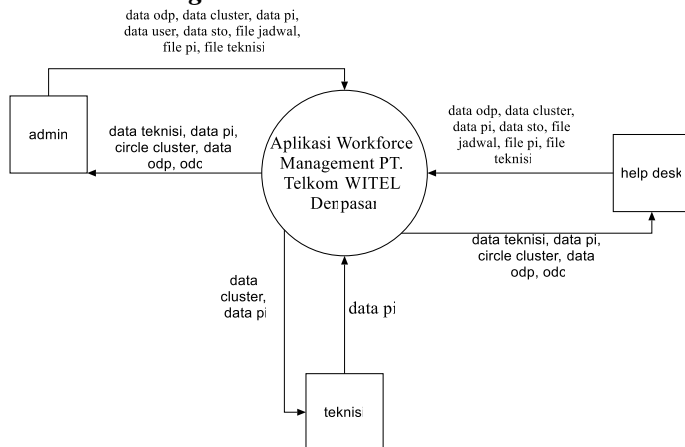 data odp, data cluster, data pi,
data user, data sto, file jadwal,
file pi, file teknisi
admin
data teknisi, data pi,
circle cluster, data
odp, odc
Aplikasi Workforce
Management PT.
Telkom WITEL
Denpasar
data odp, data cluster,
data pi, data sto, file
jadwal, file pi, file
teknisi
help desk
data teknisi, data pi,
circle cluster, data
odp, odc
data
cluster,
data pi
data pi
teknisi